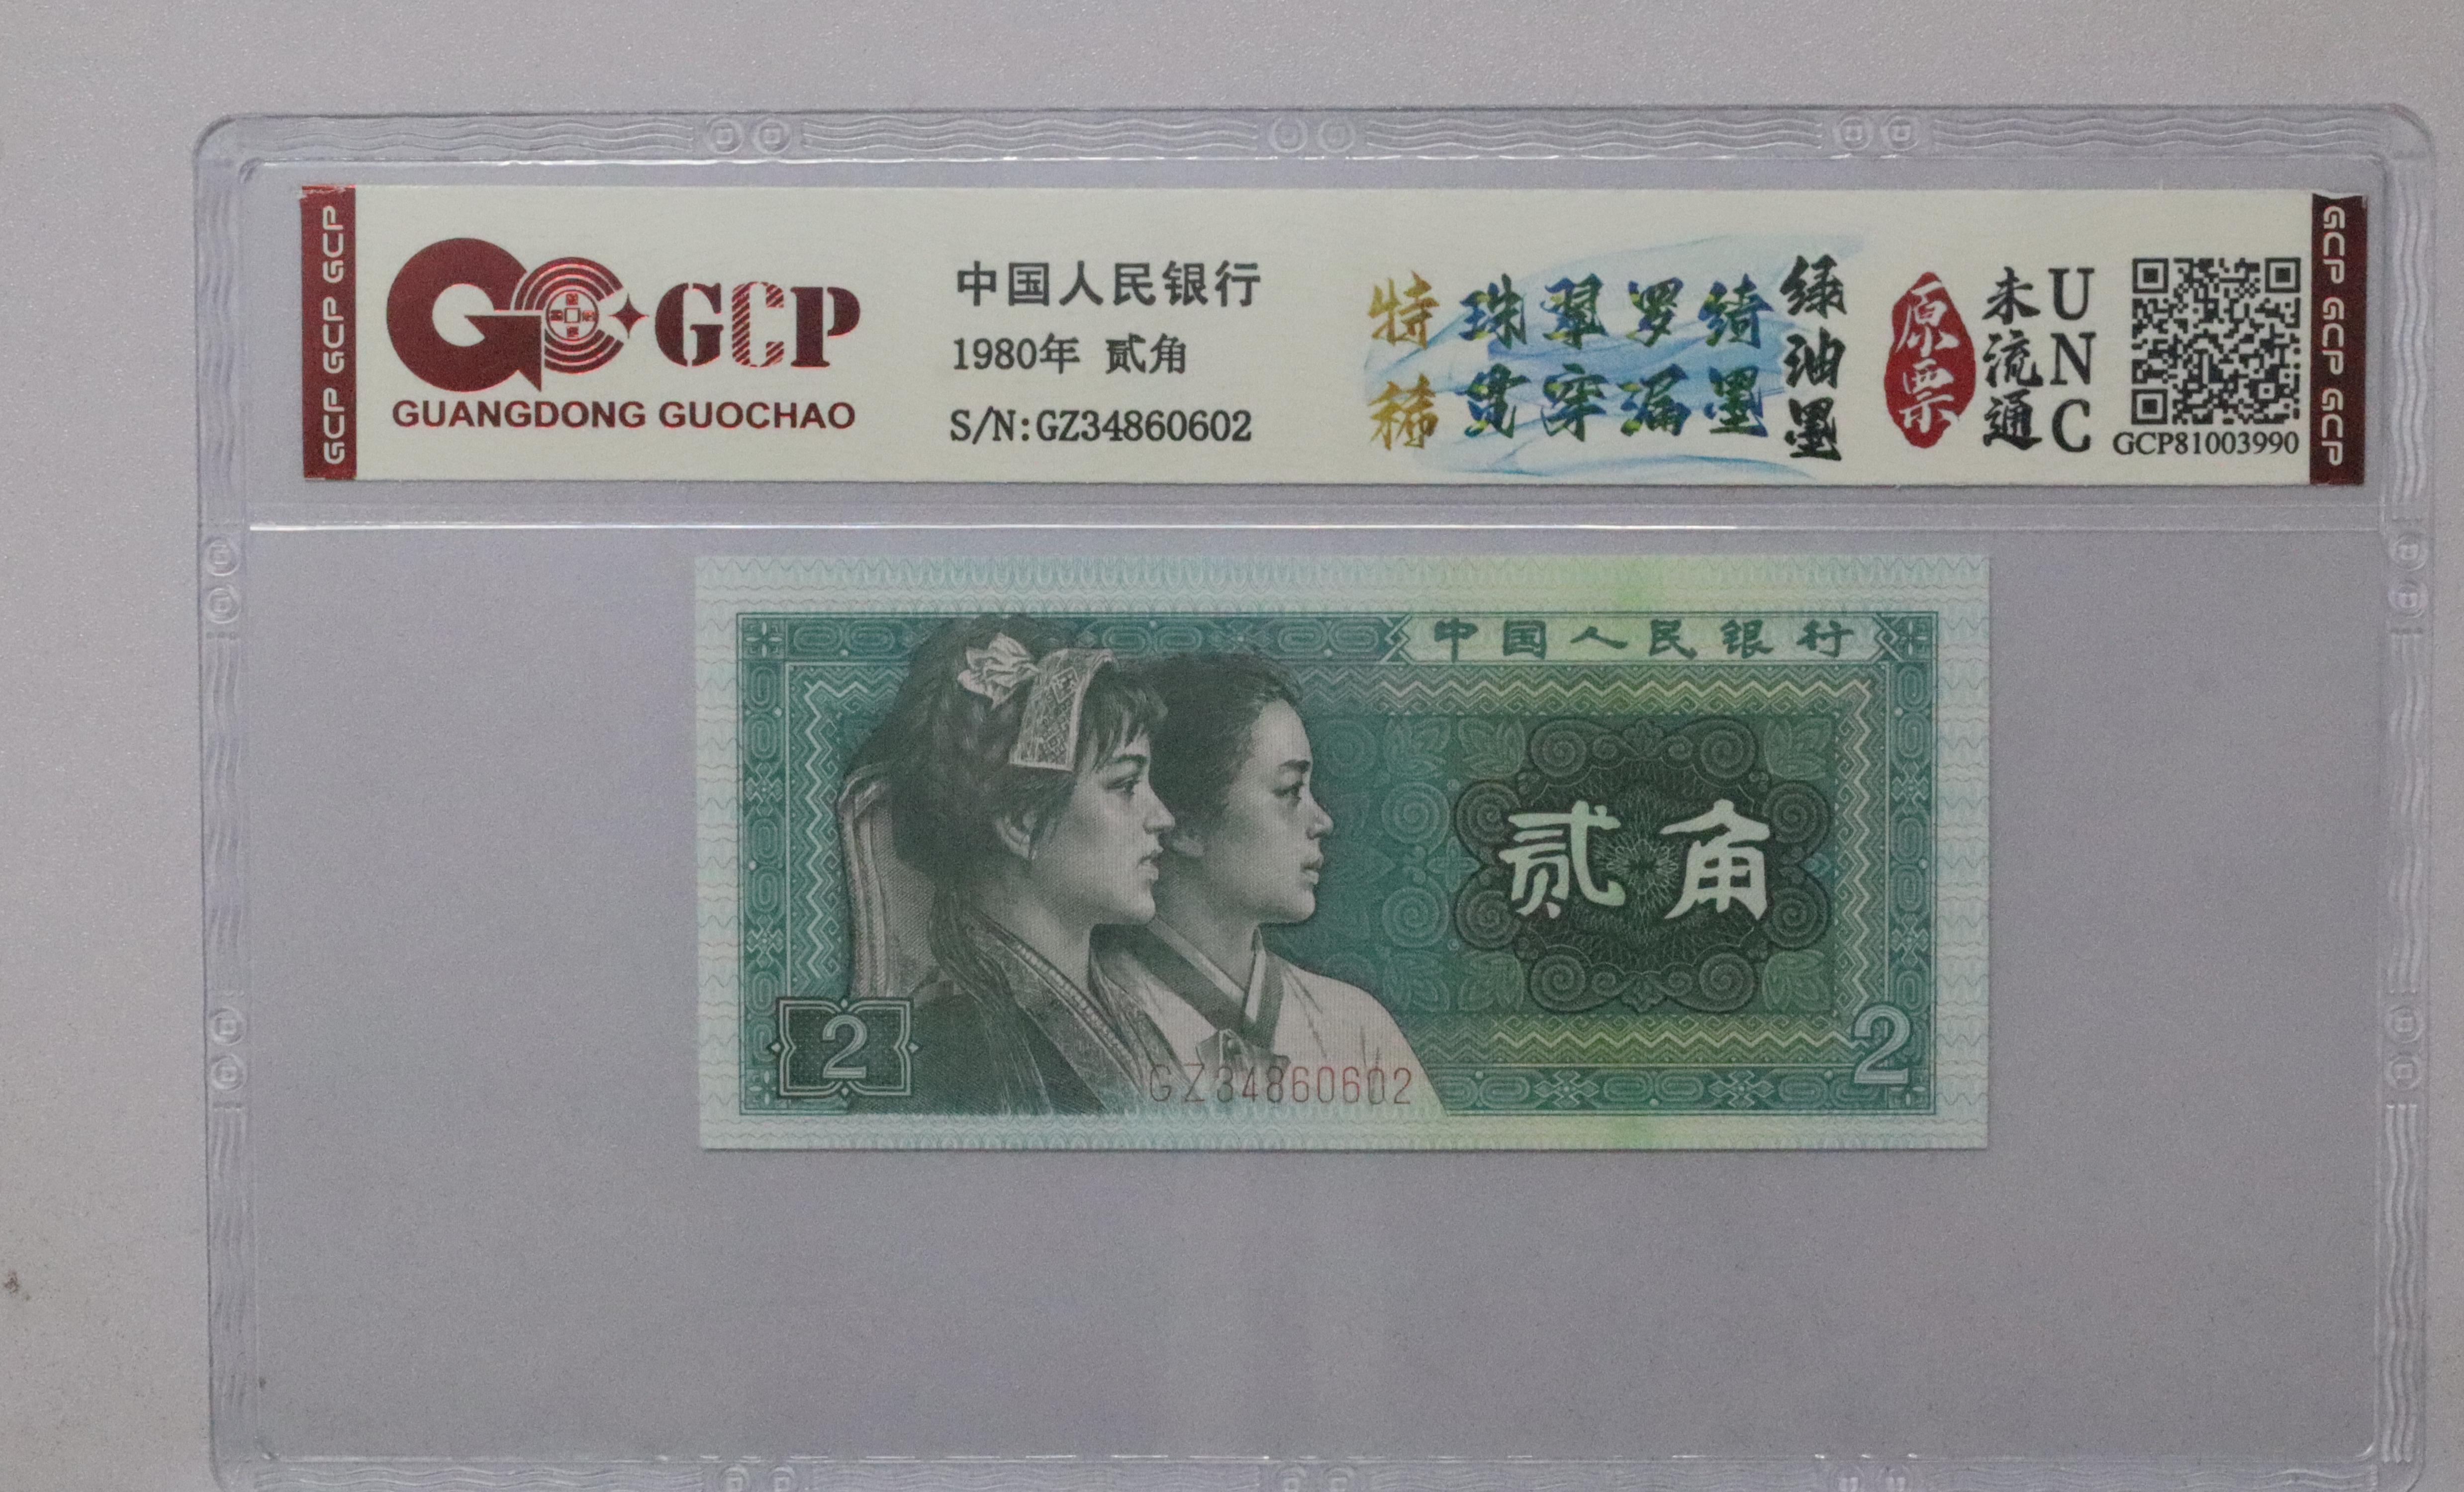 GCP GCP GCP
GCP
GUANGDONG GUOCHAO
中国人民银行
1980年 贰角
S/N:GZ34860602
特稀
珠翠罗绮
贯穿漏墨
绿油墨
原票
未流通
UNC
GCP81003990
GCP GCP GCP
中国人民银行
贰角
2
GZ34860602
2